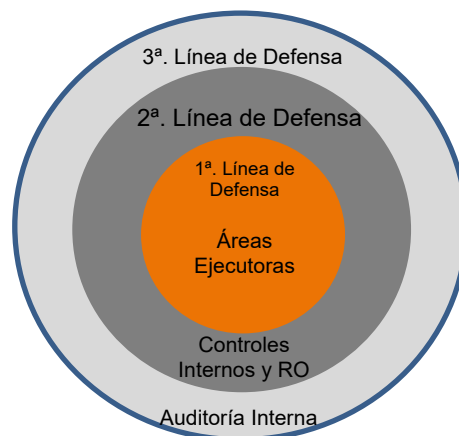 3ª. Línea de Defensa
2ª. Línea de Defensa
1ª. Línea de
Defensa
Áreas
Ejecutoras
Controles
Internos y RO
Auditoría Interna